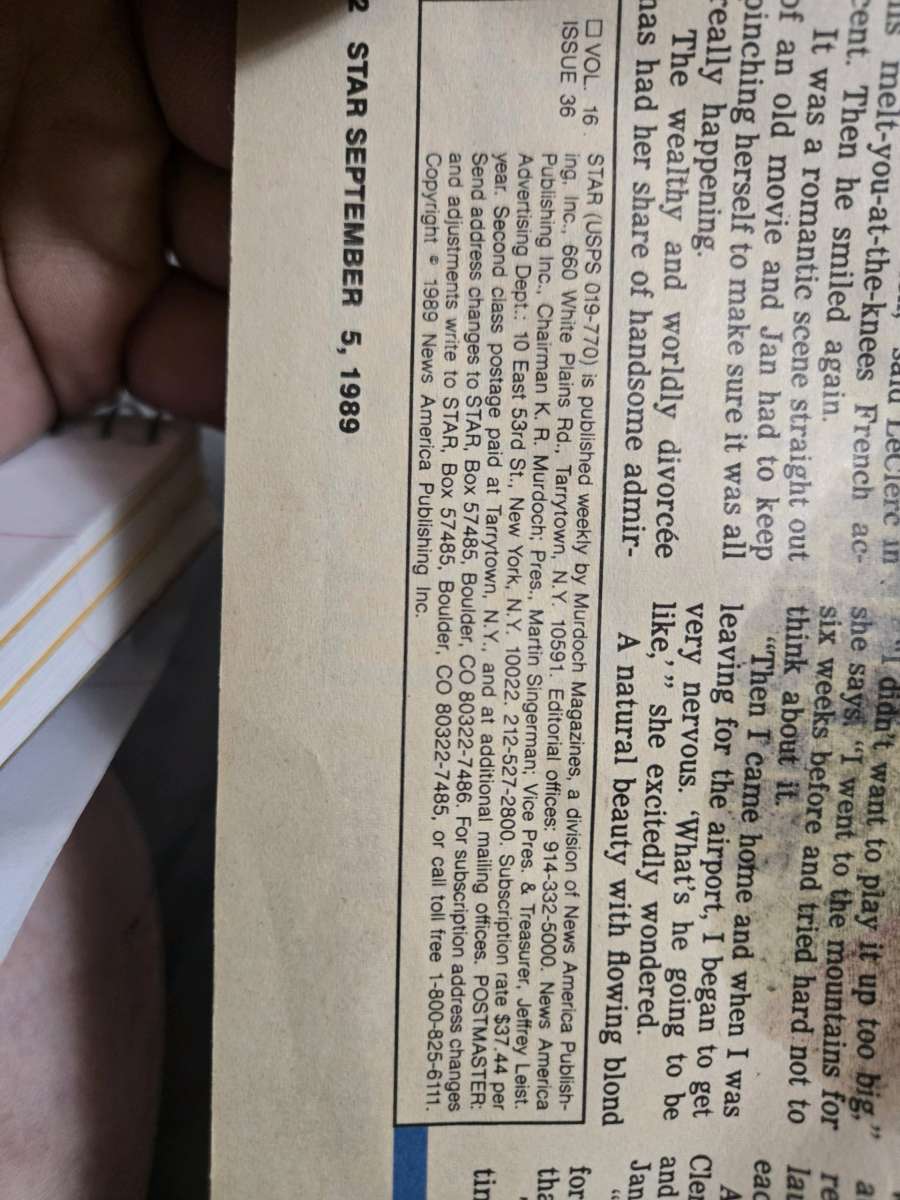 melt-you-at-the-knees French ac-
cent. Then he smiled again.
It was a romantic scene straight out
of an old movie and Jan had to keep
pinching herself to make sure it was all
really happening.
The wealthy and worldly divorcée
has had her share of handsome admir-
"I didn't want to play it up too big,"
she says. "I went to the mountains for
six weeks before and tried hard not to
think about it.
"Then I came home and when I was
leaving for the airport, I began to get
very nervous. 'What's he going to be
like,'" she excitedly wondered.
A natural beauty with flowing blond
for
tha
tin
□ VOL. 16
ISSUE 36
STAR (USPS 019-770) is published weekly by Murdoch Magazines, a division of News America Publish-
ing, Inc., 660 White Plains Rd., Tarrytown, N.Y. 10591. Editorial offices: 914-332-5000. News America
Publishing Inc., Chairman K. R. Murdoch; Pres., Martin Singerman; Vice Pres. & Treasurer, Jeffrey Leist.
Advertising Dept.: 10 East 53rd St., New York, N.Y. 10022. 212-527-2800. Subscription rate $37.44 per
year. Second class postage paid at Tarrytown, N.Y., and at additional mailing offices. POSTMASTER:
Send address changes to STAR, Box 57485, Boulder, CO 80322-7486. For subscription address changes
and adjustments write to STAR, Box 57485, Boulder, CO 80322-7485, or call toll free 1-800-825-6111.
Copyright © 1989 News America Publishing Inc.
2 STAR SEPTEMBER 5, 1989